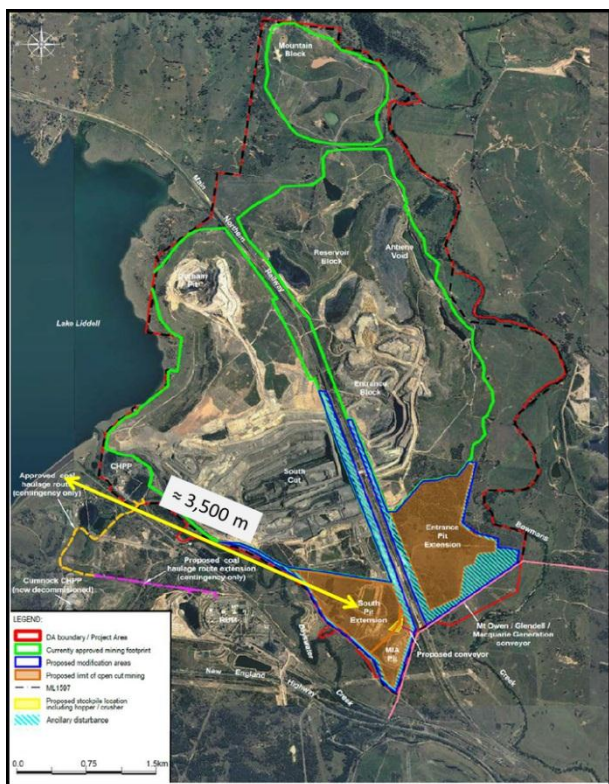 Mountain
Block
Main
Northern
Railway
Reservoir
Block
Antiene
Void
Lake Liddell
Entrance
Block
CHPP
South
Cut
Approved coal
haulage route
(contingency only)
≈ 3,500 m
Entrance
Pit
Extension
Bowmans
Proposed coal
haulage route extension
(contingency only)
CHPP
(now decommissioned)
South
Pit
Extension
Mt Owen / Glendell /
Macquarie Generation
conveyor
MIA
Pit
Proposed conveyor
Bayswater
Creek
New England
Highway
Creek
LEGEND:
DA boundary / Project Area
Currently approved mining footprint
Proposed modification areas
Proposed limit of open cut mining
ML1597
Proposed stockpile location
including hopper / crusher
Ancillary disturbance
0.0
0.75
1.5km